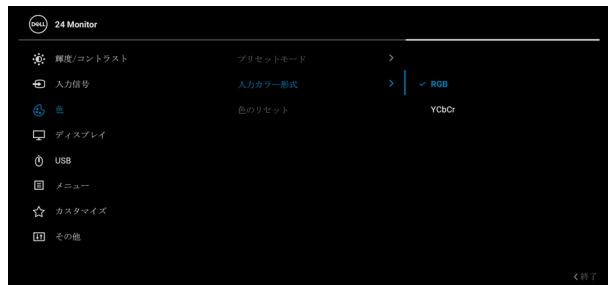 DELL 24 Monitor
輝度/コントラスト プリセットモード
入力信号 入力カラー形式 RGB
色 色のリセット YCbCr
ディスプレイ
USB
メニュー
カスタマイズ
その他
終了